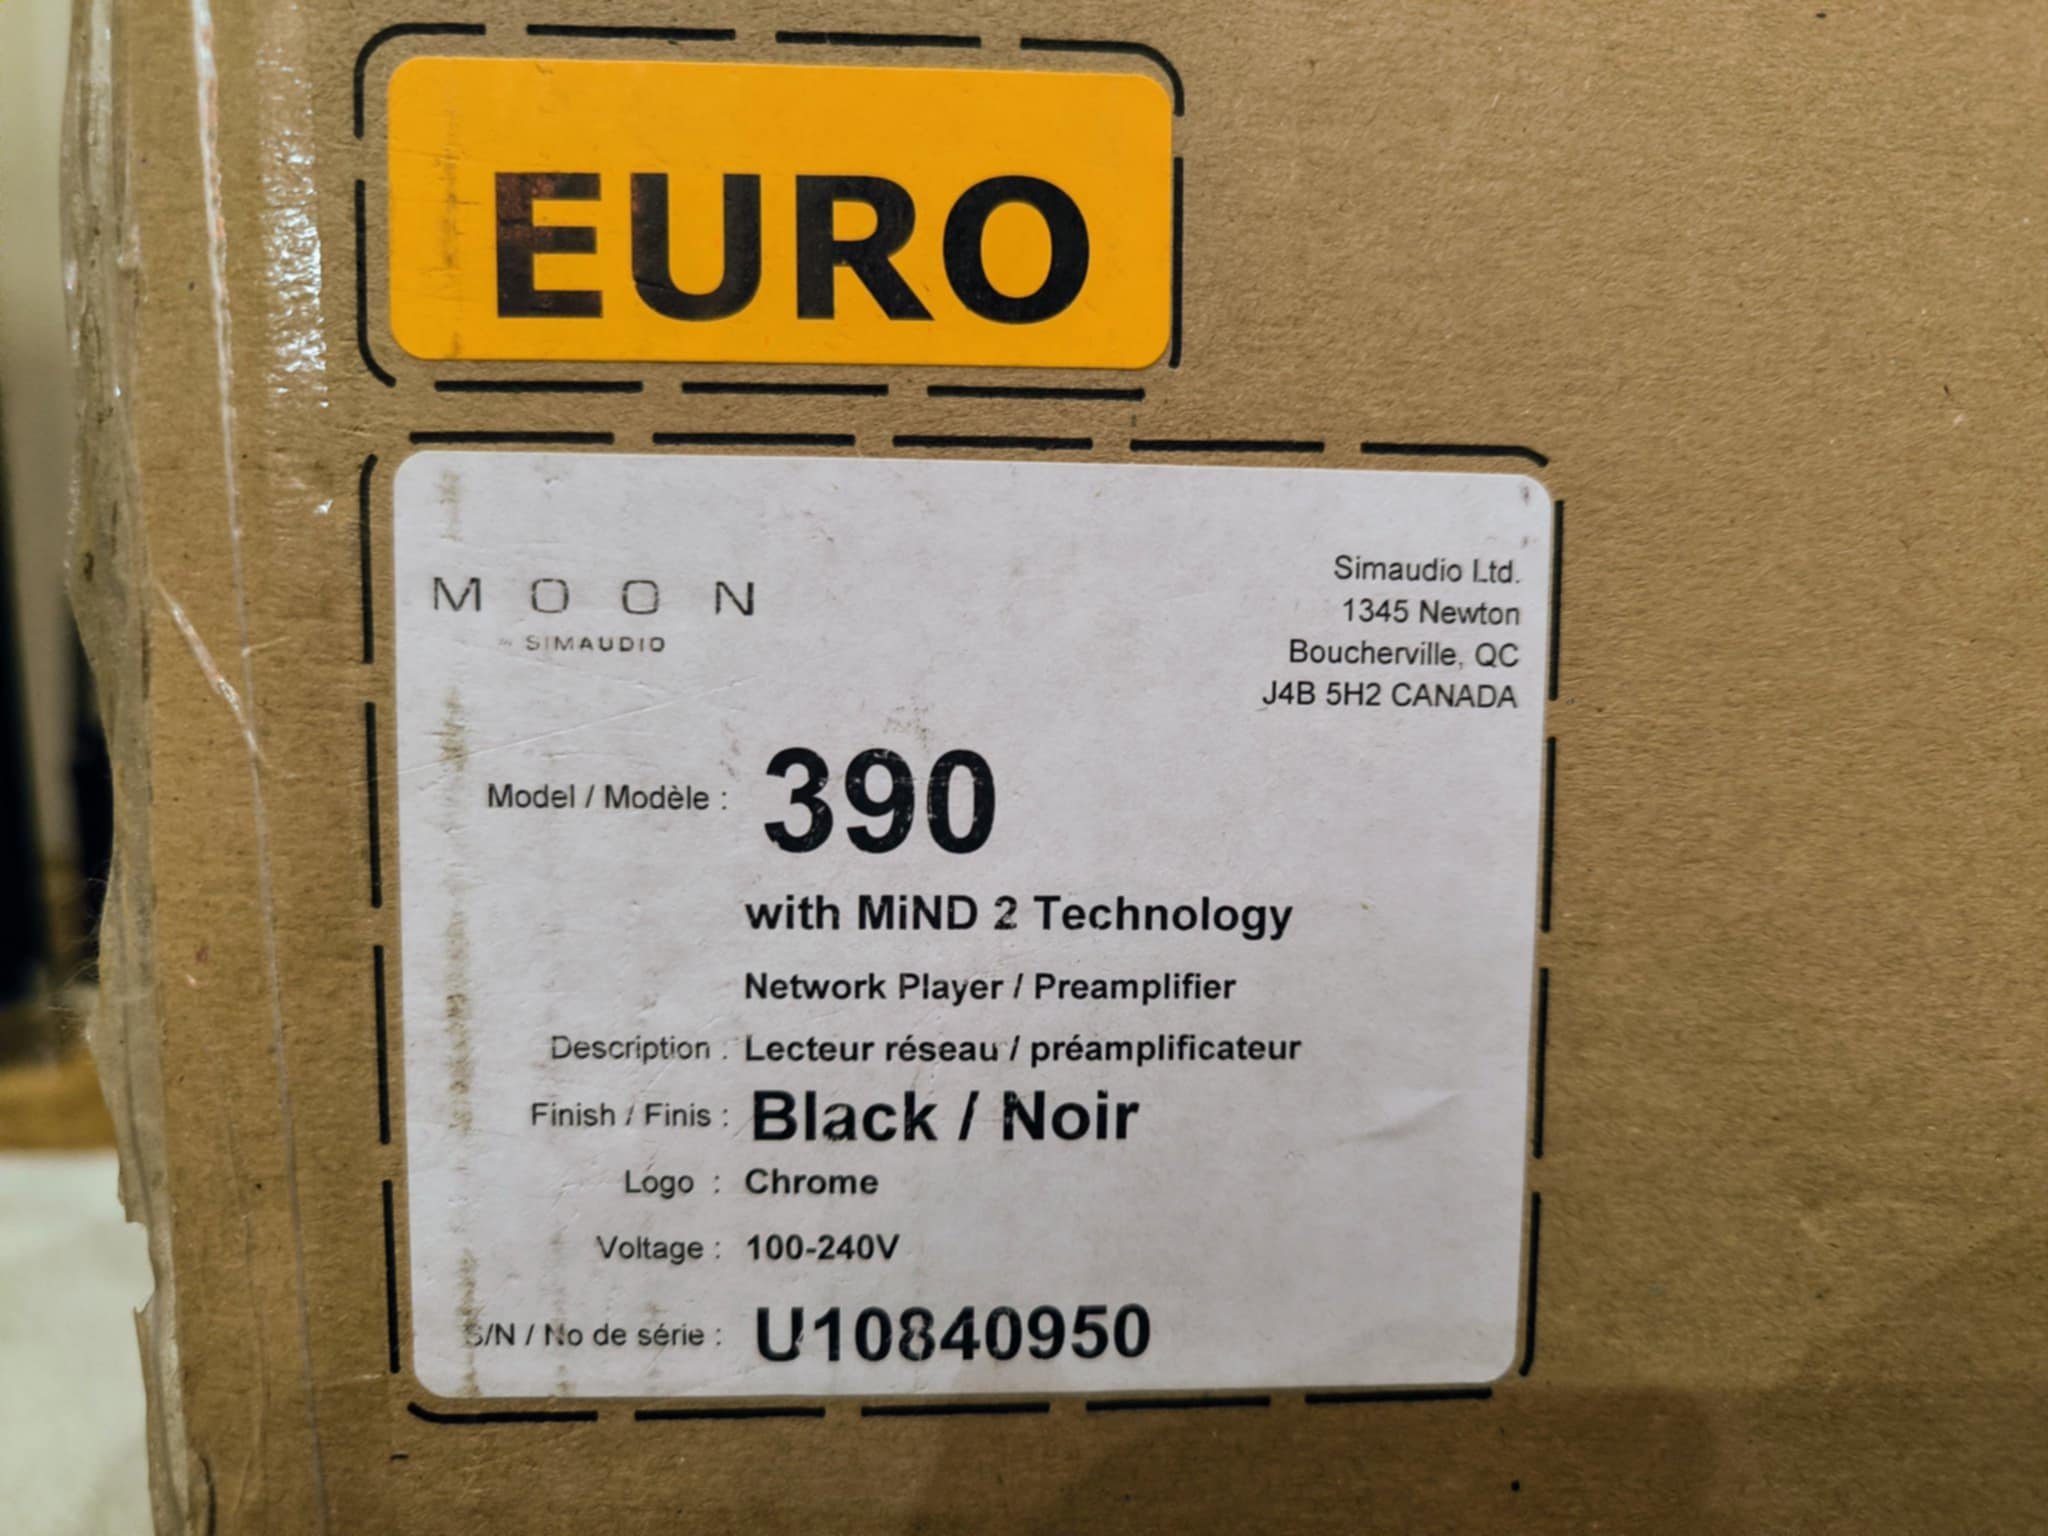 EURO
MOON
SIMAUDIO
Simaudio Ltd.
1345 Newton
Boucherville, QC
J4B 5H2 CANADA
Model / Modèle : 390
with MiND 2 Technology
Network Player / Preamplifier
Description : Lecteur réseau / préamplificateur
Finish / Finis : Black / Noir
Logo : Chrome
Voltage : 100-240V
S/N / No de série : U10840950